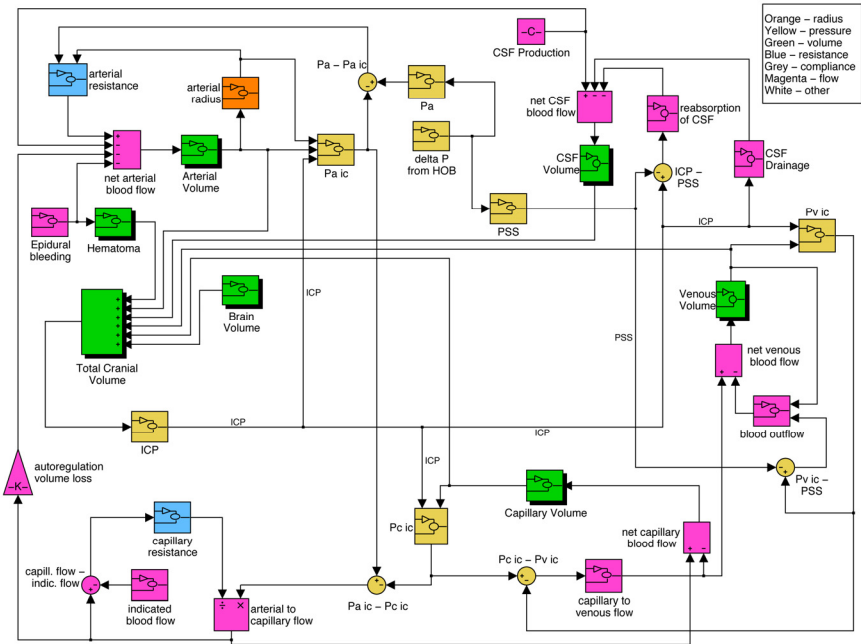 Orange – radius
Yellow – pressure
Green – volume
Blue – resistance
Grey – compliance
Magenta – flow
White – other
–C–
CSF Production
arterial
resistance
arterial
radius
Pa – Pa ic
+
–
Pa
delta P
from HOB
net CSF
blood flow
+ – – –
reabsorption
of CSF
CSF
Drainage
CSF
Volume
ICP –
PSS
–
+
+
–
–
–
net arterial
blood flow
Arterial
Volume
Pa ic
PSS
ICP
Pv ic
Epidural
bleeding
Hematoma
ICP
Brain
Volume
PSS
Venous
Volume
+
+
+
+
+
+
Total Cranial
Volume
net venous
blood flow
+ –
blood outflow
ICP
ICP
ICP
ICP
–
+
Pv ic –
PSS
autoregulation
volume loss
–K–
Capillary Volume
capillary
resistance
Pc ic
net capillary
blood flow
+ –
capill. flow –
indic. flow
–
+
indicated
blood flow
÷ ×
arterial to
capillary flow
+
–
Pa ic – Pc ic
Pc ic – Pv ic
+
–
capillary to
venous flow